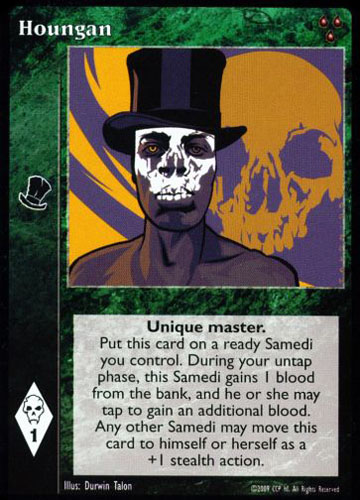 Houngan
Unique master.
Put this card on a ready Samedi
you control. During your untap
phase, this Samedi gains 1 blood
from the bank, and he or she may
tap to gain an additional blood.
Any other Samedi may move this
card to himself or herself as a
+1 stealth action.
1
Illus: Durwin Talon
©2009 CCP hf. All Rights Reserved